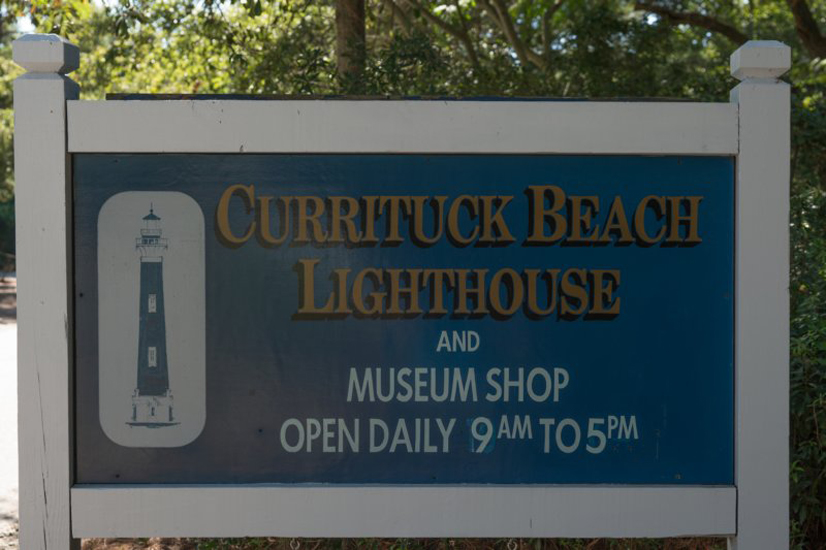 CURRITUCK BEACH
LIGHTHOUSE
AND
MUSEUM SHOP
OPEN DAILY 9AM TO 5PM